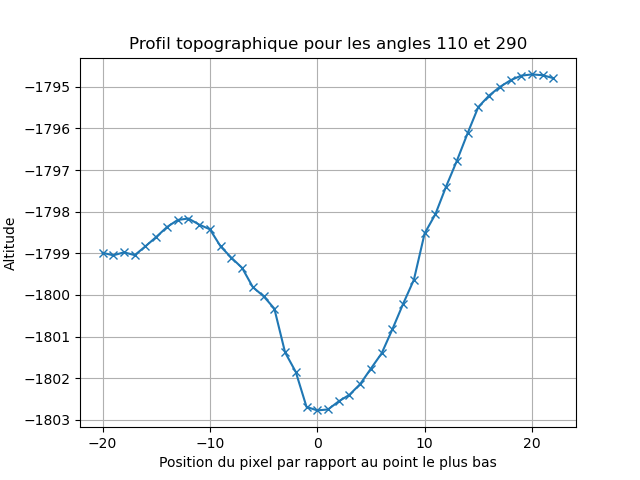 Profil topographique pour les angles 110 et 290
Altitude
−1795
−1796
−1797
−1798
−1799
−1800
−1801
−1802
−1803
−20 −10 0 10 20
Position du pixel par rapport au point le plus bas